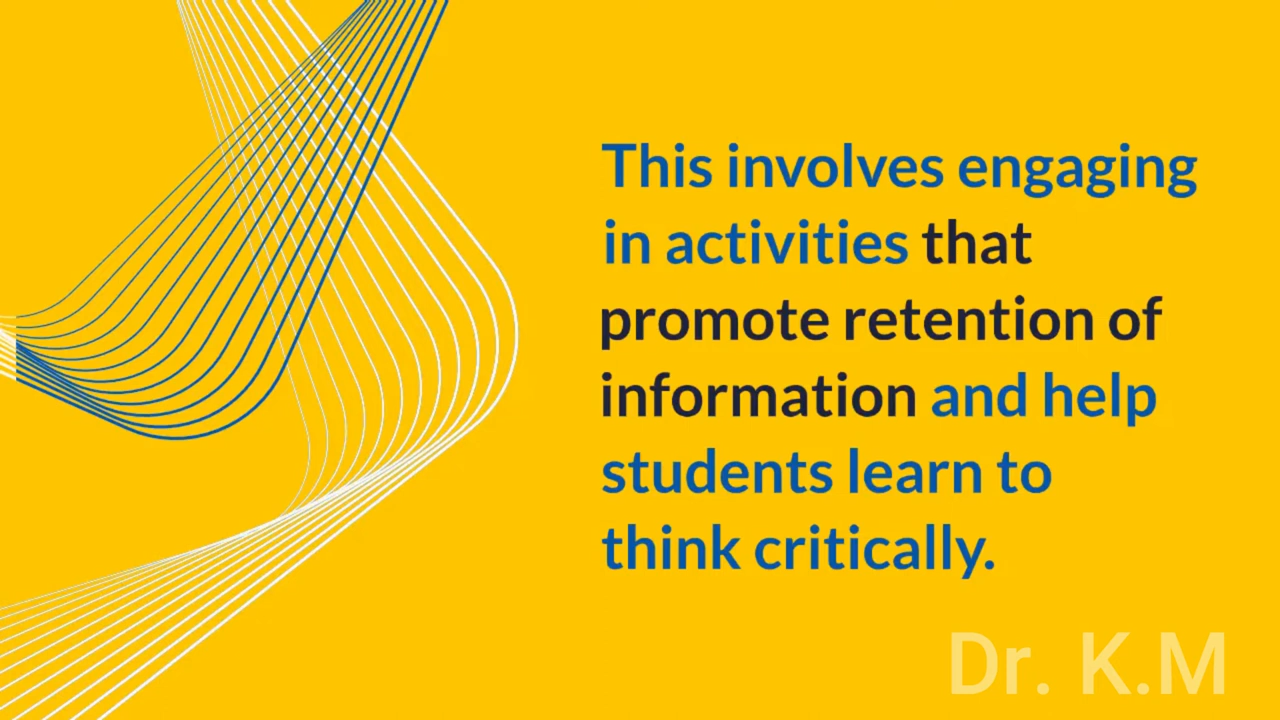 This involves engaging
in activities that
promote retention of
information and help
students learn to
think critically.
Dr. K.M